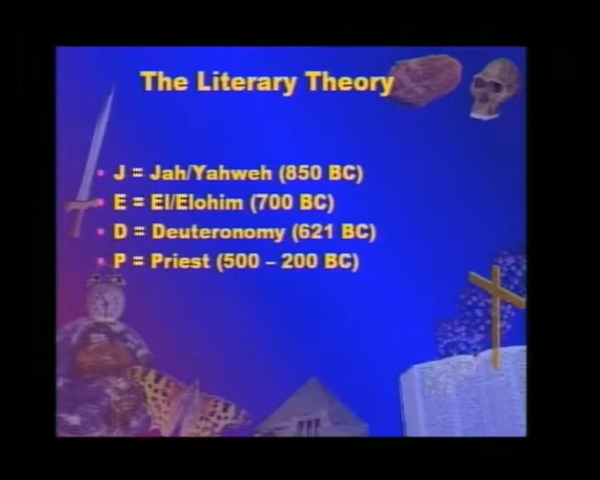 The Literary Theory
• J = Jah/Yahweh (850 BC)
• E = El/Elohim (700 BC)
• D = Deuteronomy (621 BC)
• P = Priest (500 – 200 BC)